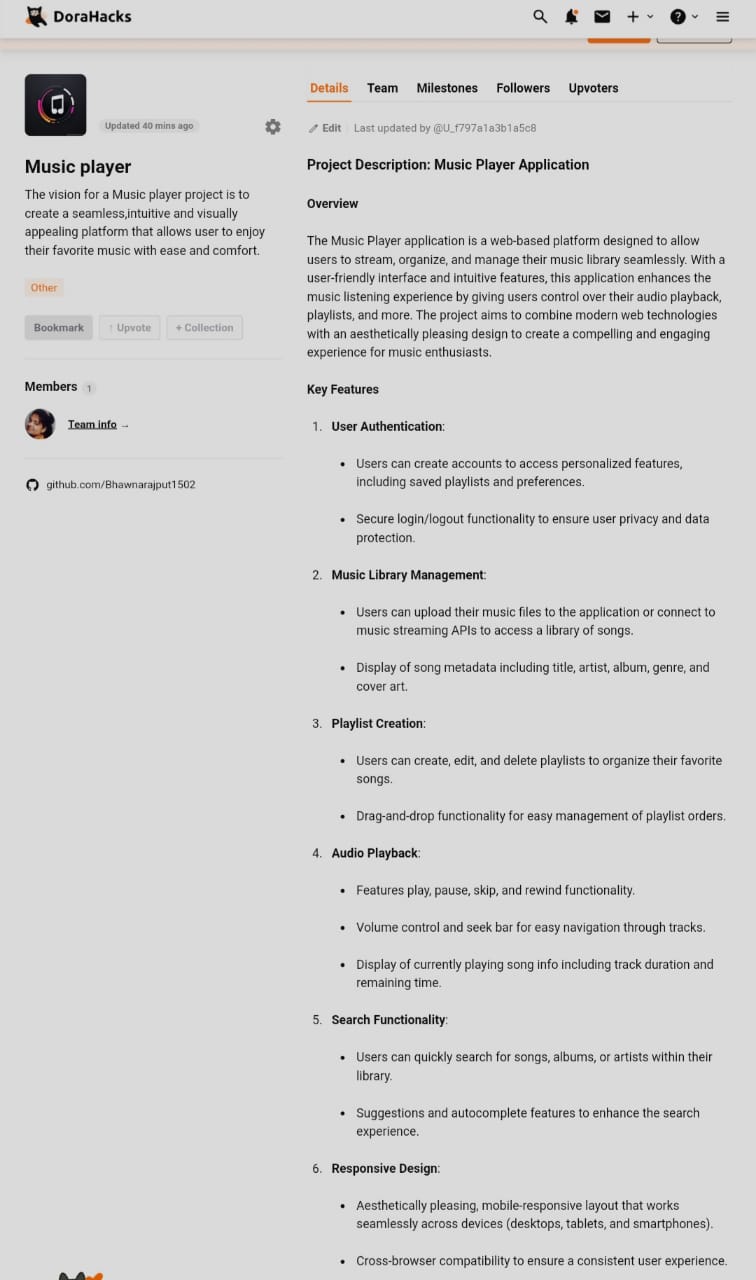 DoraHacks
Details
Team
Milestones
Followers
Upvoters
Updated 40 mins ago
Edit
Last updated by @U_f797a1a3b1a5c8
Music player
The vision for a Music player project is to
create a seamless,intuitive and visually
appealing platform that allows user to enjoy
their favorite music with ease and comfort.
Other
Bookmark
↑ Upvote
+ Collection
Members 1
Team info →
github.com/Bhawnarajput1502
Project Description: Music Player Application
Overview
The Music Player application is a web-based platform designed to allow
users to stream, organize, and manage their music library seamlessly. With a
user-friendly interface and intuitive features, this application enhances the
music listening experience by giving users control over their audio playback,
playlists, and more. The project aims to combine modern web technologies
with an aesthetically pleasing design to create a compelling and engaging
experience for music enthusiasts.
Key Features
1. User Authentication:
• Users can create accounts to access personalized features,
including saved playlists and preferences.
• Secure login/logout functionality to ensure user privacy and data
protection.
2. Music Library Management:
• Users can upload their music files to the application or connect to
music streaming APIs to access a library of songs.
• Display of song metadata including title, artist, album, genre, and
cover art.
3. Playlist Creation:
• Users can create, edit, and delete playlists to organize their favorite
songs.
• Drag-and-drop functionality for easy management of playlist orders.
4. Audio Playback:
• Features play, pause, skip, and rewind functionality.
• Volume control and seek bar for easy navigation through tracks.
• Display of currently playing song info including track duration and
remaining time.
5. Search Functionality:
• Users can quickly search for songs, albums, or artists within their
library.
• Suggestions and autocomplete features to enhance the search
experience.
6. Responsive Design:
• Aesthetically pleasing, mobile-responsive layout that works
seamlessly across devices (desktops, tablets, and smartphones).
• Cross-browser compatibility to ensure a consistent user experience.